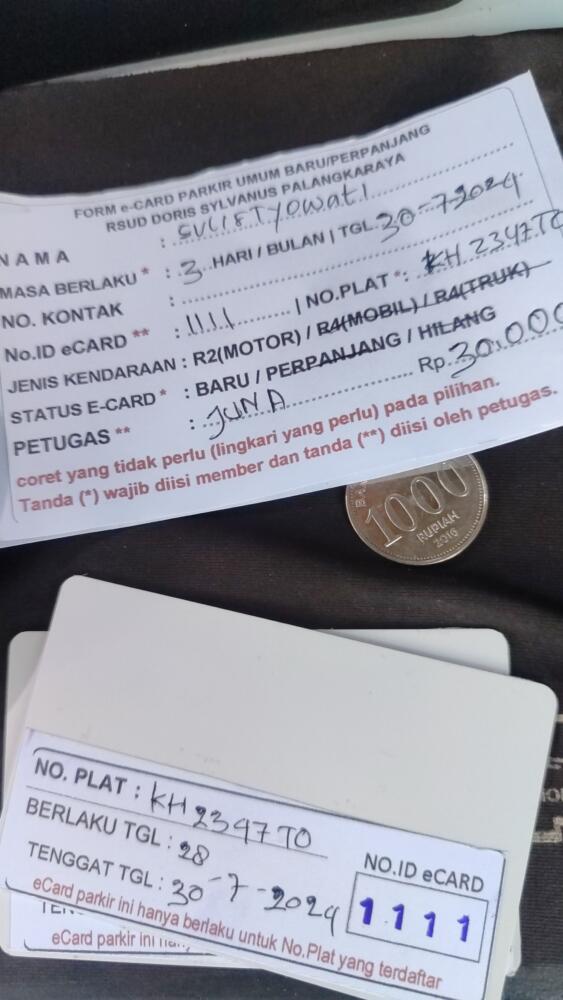 FORM e-CARD PARKIR UMUM BARU/PERPANJANG
RSUD DORIS SYLVANUS PALANGKARAYA
NAMA : SULISTYOWATI
MASA BERLAKU * : 3 HARI / BULAN | TGL. 30-7-2024
NO. KONTAK :
No.ID eCARD ** : 1111 | NO.PLAT *: KH 2347 TO
JENIS KENDARAAN : R2(MOTOR) / R4(MOBIL) / R4(TRUK)
STATUS E-CARD * : BARU / PERPANJANG / HILANG
PETUGAS ** : JUNA Rp. 30.000
coret yang tidak perlu (lingkari yang perlu) pada pilihan.
Tanda (*) wajib diisi member dan tanda (**) diisi oleh petugas.
1000
RUPIAH
2016
NO. PLAT : KH 2347 TO
BERLAKU TGL : 28
TENGGAT TGL : 30-7-2024
NO.ID eCARD
1111
eCard parkir ini hanya berlaku untuk No.Plat yang terdaftar
eCard parkir ini